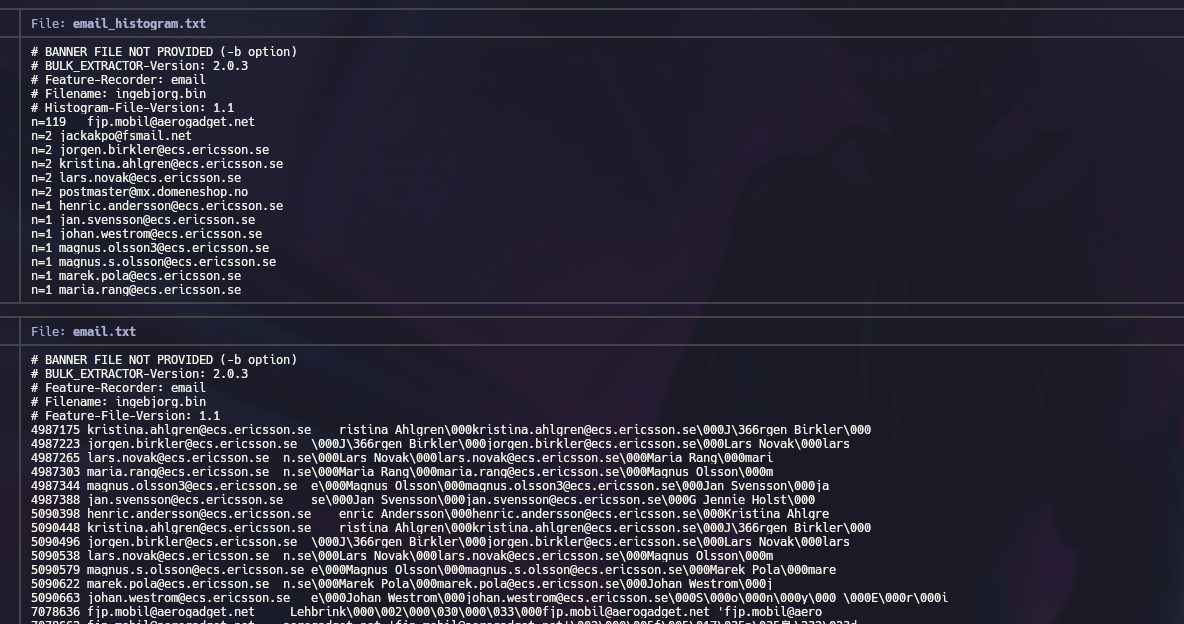 File: email_histogram.txt
# BANNER FILE NOT PROVIDED (-b option)
# BULK_EXTRACTOR-Version: 2.0.3
# Feature-Recorder: email
# Filename: ingebjorg.bin
# Histogram-File-Version: 1.1
n=119   fjp.mobil@aerogadget.net
n=2 jackakpo@fsmail.net
n=2 jorgen.birkler@ecs.ericsson.se
n=2 kristina.ahlgren@ecs.ericsson.se
n=2 lars.novak@ecs.ericsson.se
n=2 postmaster@mx.domeneshop.no
n=1 henric.andersson@ecs.ericsson.se
n=1 jan.svensson@ecs.ericsson.se
n=1 johan.westrom@ecs.ericsson.se
n=1 magnus.olsson3@ecs.ericsson.se
n=1 magnus.s.olsson@ecs.ericsson.se
n=1 marek.pola@ecs.ericsson.se
n=1 maria.rang@ecs.ericsson.se
File: email.txt
# BANNER FILE NOT PROVIDED (-b option)
# BULK_EXTRACTOR-Version: 2.0.3
# Feature-Recorder: email
# Filename: ingebjorg.bin
# Feature-File-Version: 1.1
4987175 kristina.ahlgren@ecs.ericsson.se    ristina Ahlgren\000kristina.ahlgren@ecs.ericsson.se\000J\366rgen Birkler\000
4987223 jorgen.birkler@ecs.ericsson.se  \000J\366rgen Birkler\000jorgen.birkler@ecs.ericsson.se\000Lars Novak\000lars
4987265 lars.novak@ecs.ericsson.se  n.se\000Lars Novak\000lars.novak@ecs.ericsson.se\000Maria Rang\000mari
4987303 maria.rang@ecs.ericsson.se  n.se\000Maria Rang\000maria.rang@ecs.ericsson.se\000Magnus Olsson\000m
4987344 magnus.olsson3@ecs.ericsson.se  e\000Magnus Olsson\000magnus.olsson3@ecs.ericsson.se\000Jan Svensson\000ja
4987388 jan.svensson@ecs.ericsson.se    se\000Jan Svensson\000jan.svensson@ecs.ericsson.se\000G Jennie Holst\000
5090398 henric.andersson@ecs.ericsson.se    enric Andersson\000henric.andersson@ecs.ericsson.se\000Kristina Ahlgre
5090448 kristina.ahlgren@ecs.ericsson.se    ristina Ahlgren\000kristina.ahlgren@ecs.ericsson.se\000J\366rgen Birkler\000
5090496 jorgen.birkler@ecs.ericsson.se  \000J\366rgen Birkler\000jorgen.birkler@ecs.ericsson.se\000Lars Novak\000lars
5090538 lars.novak@ecs.ericsson.se  n.se\000Lars Novak\000lars.novak@ecs.ericsson.se\000Magnus Olsson\000m
5090579 magnus.s.olsson@ecs.ericsson.se e\000Magnus Olsson\000magnus.s.olsson@ecs.ericsson.se\000Marek Pola\000mare
5090622 marek.pola@ecs.ericsson.se  n.se\000Marek Pola\000marek.pola@ecs.ericsson.se\000Johan Westrom\000j
5090663 johan.westrom@ecs.ericsson.se   e\000Johan Westrom\000johan.westrom@ecs.ericsson.se\000S\000o\000n\000y\000 \000E\000r\000i
7078636 fjp.mobil@aerogadget.net     Lehbrink\000\002\000\030\000\033\000fjp.mobil@aerogadget.net 'fjp.mobil@aero